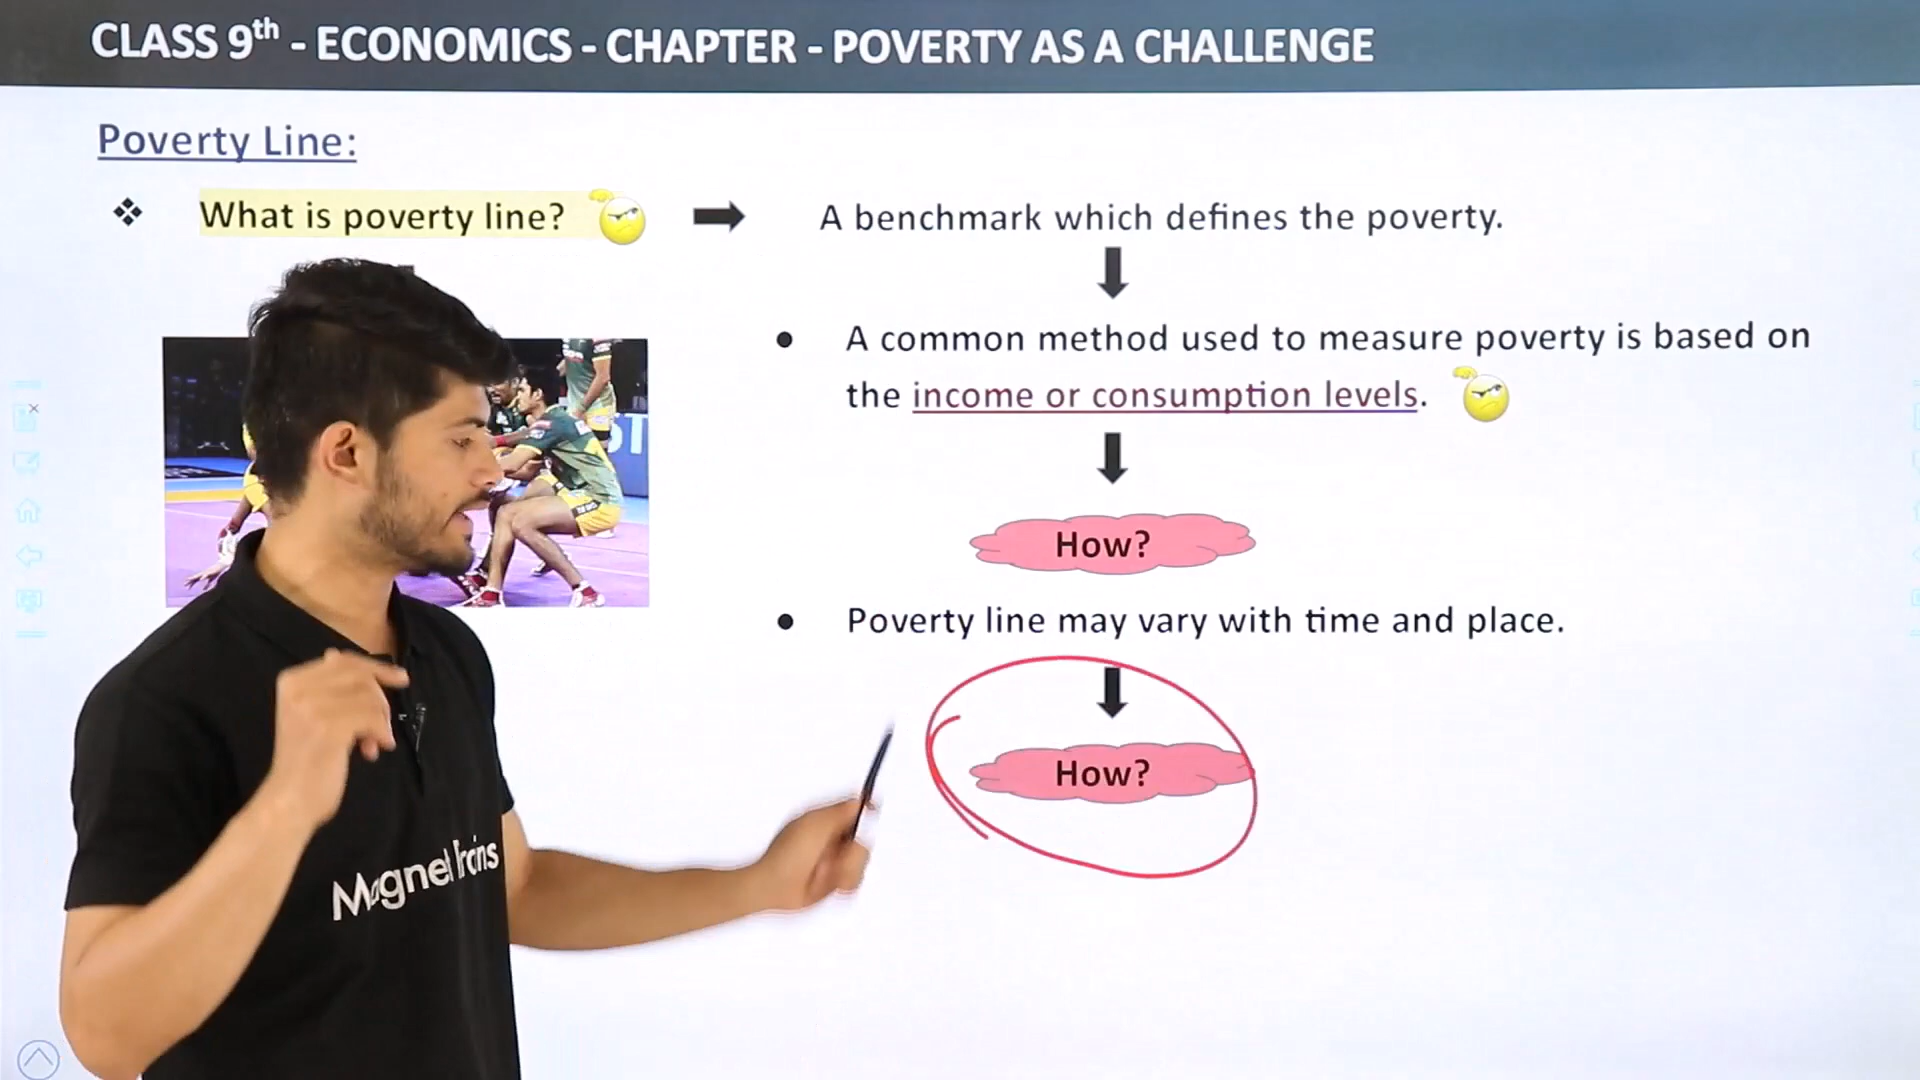 CLASS 9th - ECONOMICS - CHAPTER - POVERTY AS A CHALLENGE
Poverty Line:
❖ What is poverty line?
A benchmark which defines the poverty.
• A common method used to measure poverty is based on
the income or consumption levels.
How?
• Poverty line may vary with time and place.
How?
Magnet Brains